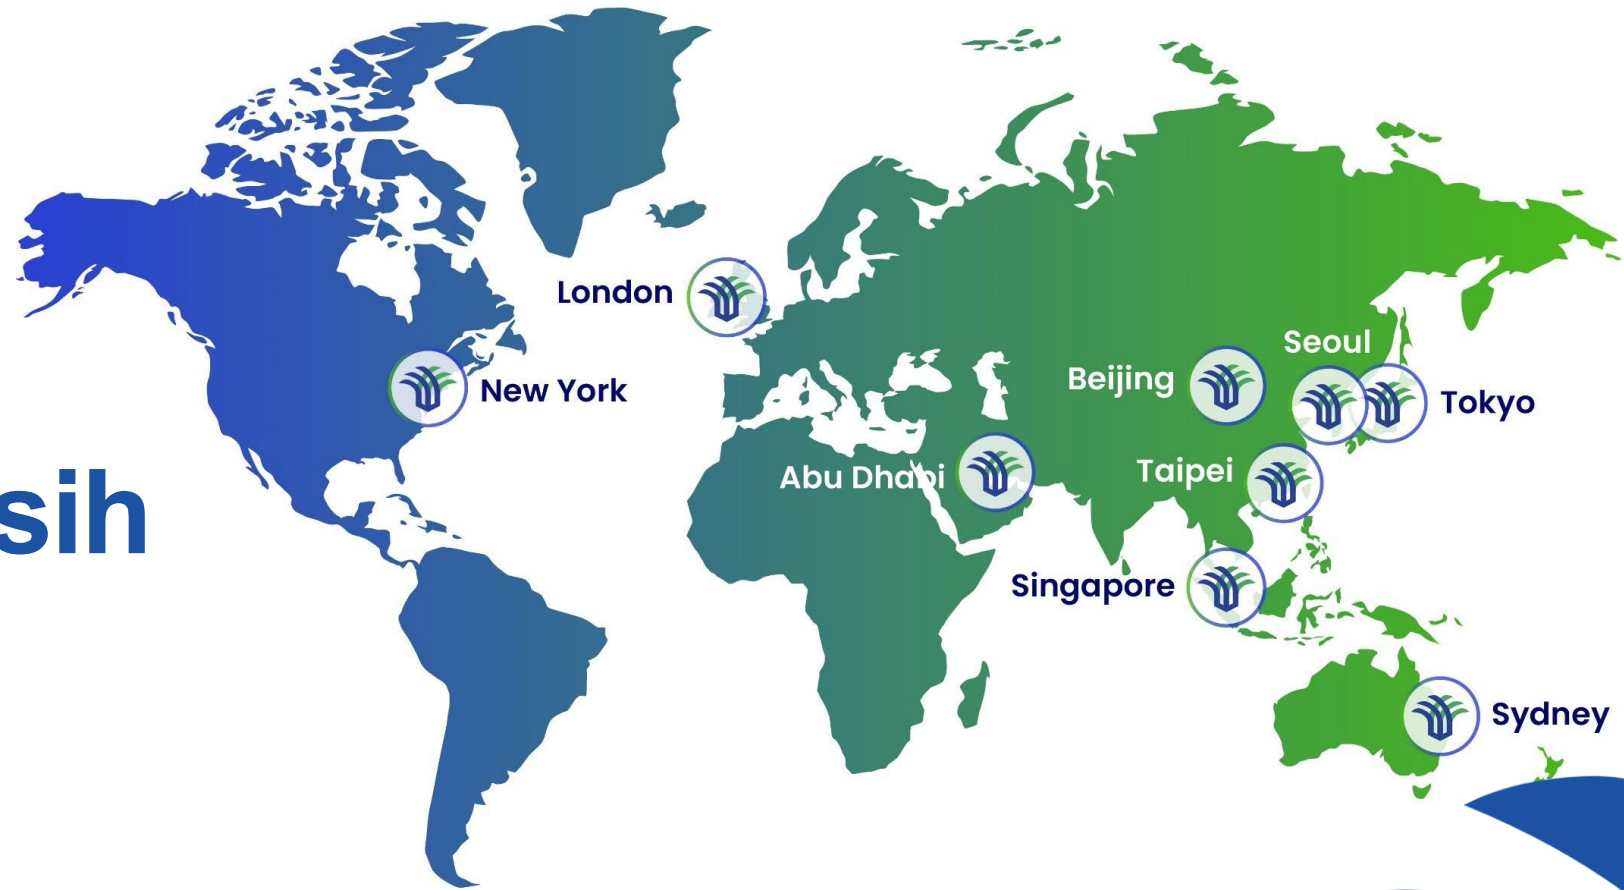 London
Seoul
Beijing
New York
Tokyo
Abu Dhabi
Taipei
sih
Singapore
Sydney